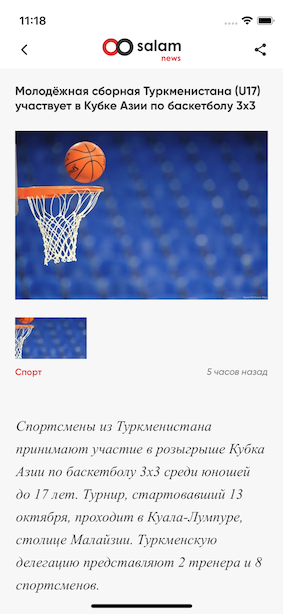 11:18
salam
news
Молодёжная сборная Туркменистана (U17)
участвует в Кубке Азии по баскетболу 3х3
Спорт
5 часов назад
Спортсмены из Туркменистана
принимают участие в розыгрыше Кубка
Азии по баскетболу 3х3 среди юношей
до 17 лет. Турнир, стартовавший 13
октября, проходит в Куала-Лумпуре,
столице Малайзии. Туркменскую
делегацию представляют 2 тренера и 8
спортсменов.